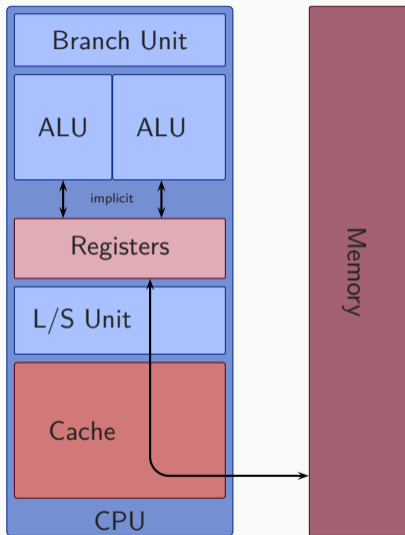 Branch Unit
ALU
ALU
implicit
Registers
L/S Unit
Cache
CPU
Memory